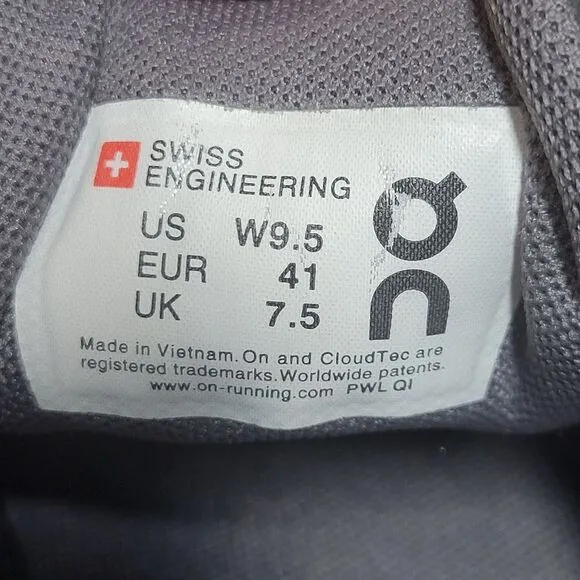 SWISS
ENGINEERING
US W9.5
EUR 41
UK 7.5
On
Made in Vietnam. On and CloudTec are
registered trademarks. Worldwide patents.
www.on-running.com PWL QI